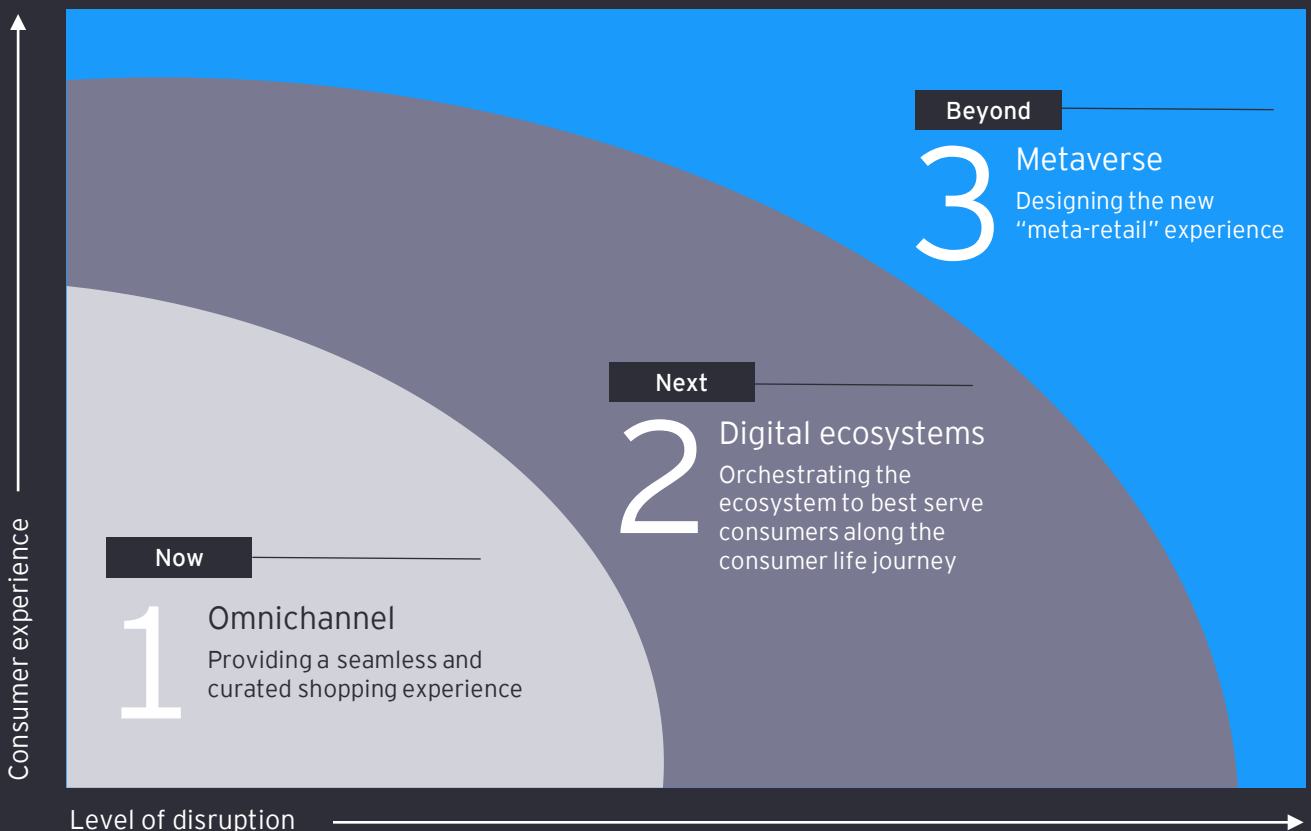 Beyond
3
Metaverse
Designing the new
“meta-retail” experience
Next
2
Digital ecosystems
Orchestrating the
ecosystem to best serve
consumers along the
consumer life journey
Now
1
Omnichannel
Providing a seamless and
curated shopping experience
Consumer experience
Level of disruption